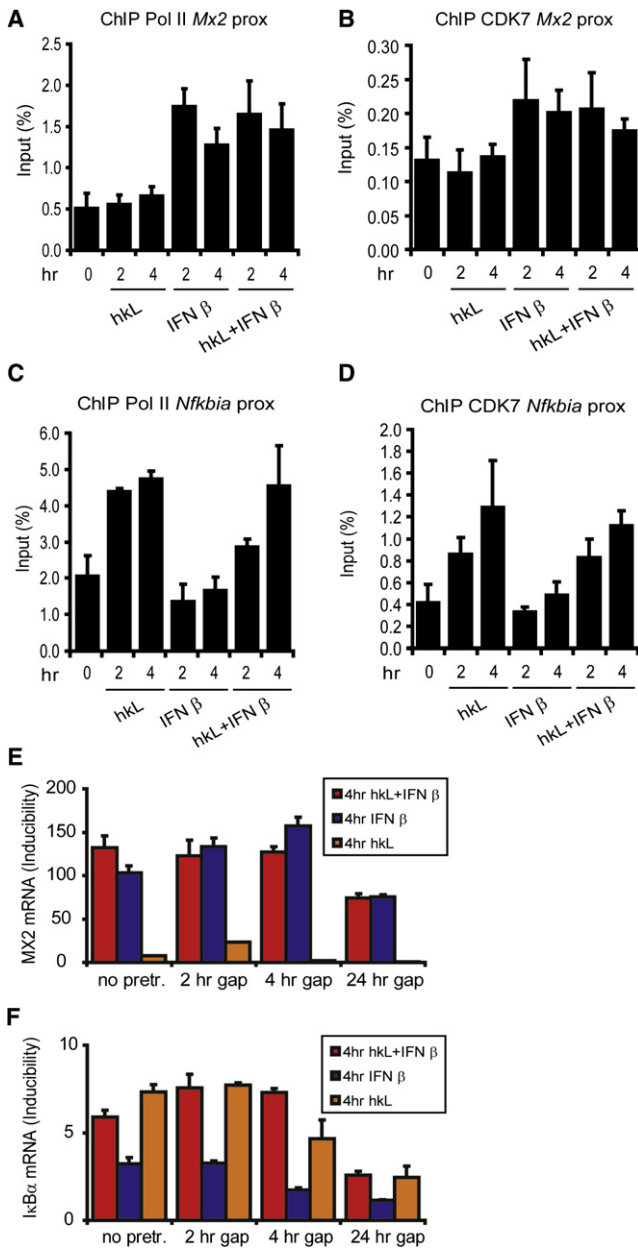 A
ChIP Pol II Mx2 prox
Input (%)
2.5
2.0
1.5
1.0
0.5
0.0
hr 0 2 4 2 4 2 4
hkL IFN β hkL+IFN β
B
ChIP CDK7 Mx2 prox
Input (%)
0.30
0.25
0.20
0.15
0.10
0.05
0.00
hr 0 2 4 2 4 2 4
hkL IFN β hkL+IFN β
C
ChIP Pol II Nfkbia prox
Input (%)
6.0
5.0
4.0
3.0
2.0
1.0
0.0
hr 0 2 4 2 4 2 4
hkL IFN β hkL+IFN β
D
ChIP CDK7 Nfkbia prox
Input (%)
2.0
1.8
1.6
1.4
1.2
1.0
0.8
0.6
0.4
0.2
0.0
hr 0 2 4 2 4 2 4
hkL IFN β hkL+IFN β
E
MX2 mRNA (Inducibility)
200
150
100
50
0
4hr hkL+IFN β
4hr IFN β
4hr hkL
no pretr. 2 hr gap 4 hr gap 24 hr gap
F
IκBα mRNA (Inducibility)
10
5
0
4hr hkL+IFN β
4hr IFN β
4hr hkL
no pretr. 2 hr gap 4 hr gap 24 hr gap